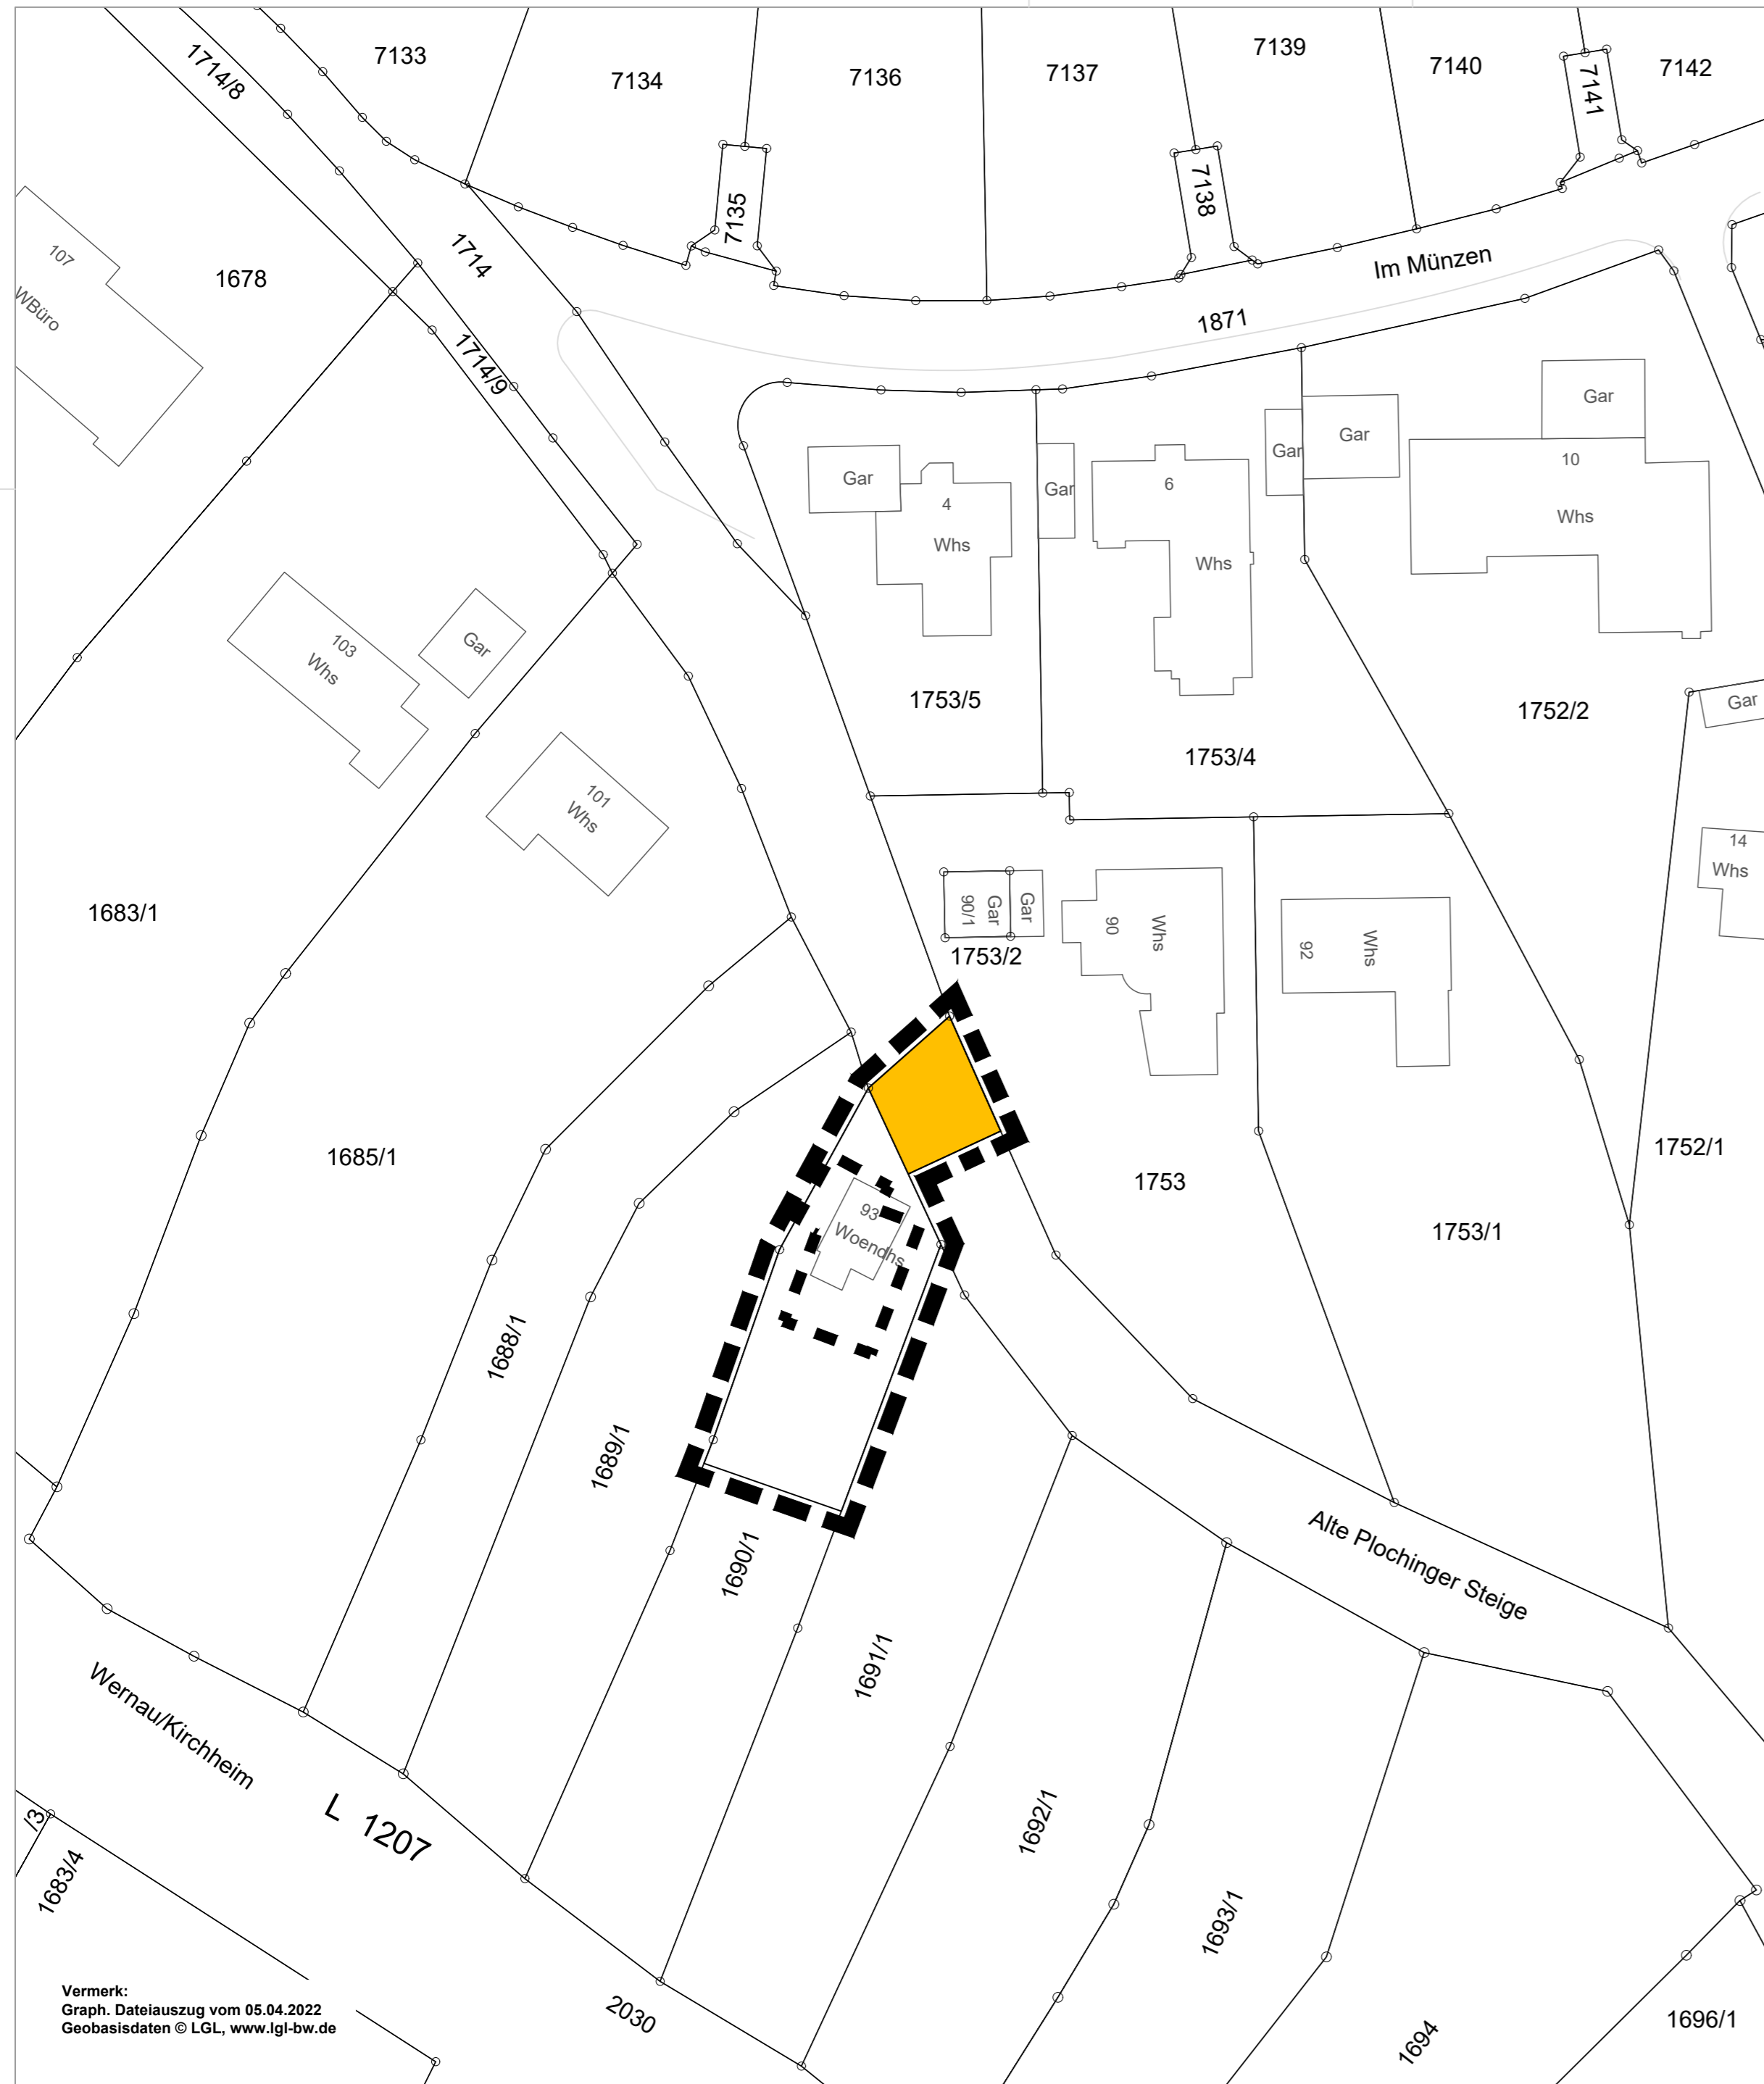 7133
7134
7136
7137
7139
7140
7141
7142
1714/8
7135
7138
107
WBüro
1678
1714
Im Münzen
1871
1714/9
Gar
4
Whs
Gar
6
Whs
Gar
Gar
Gar
10
Whs
103
Whs
Gar
1753/5
1753/4
1752/2
Gar
101
Whs
14
Whs
1683/1
90/1
Gar
Gar
1753/2
90
Whs
92
Whs
1685/1
93
Woendhs
1753
1752/1
1753/1
1688/1
1689/1
1690/1
1691/1
Alte Plochinger Steige
Wernau/Kirchheim
L 1207
/3
1683/4
1692/1
1693/1
Vermerk:
Graph. Dateiauszug vom 05.04.2022
Geobasisdaten © LGL, www.lgl-bw.de
2030
1694
1696/1